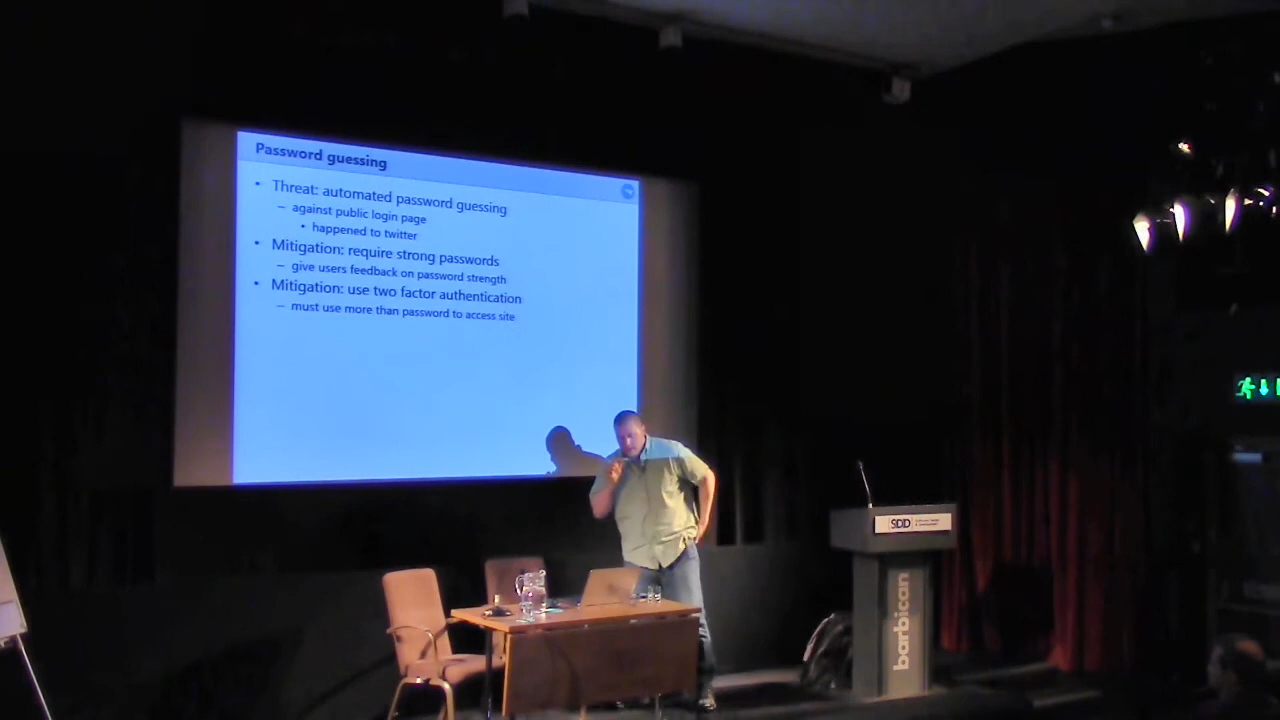 Password guessing
• Threat: automated password guessing
– against public login page
• happened to twitter
• Mitigation: require strong passwords
– give users feedback on password strength
• Mitigation: use two factor authentication
– must use more than password to access site
SDD
barbican